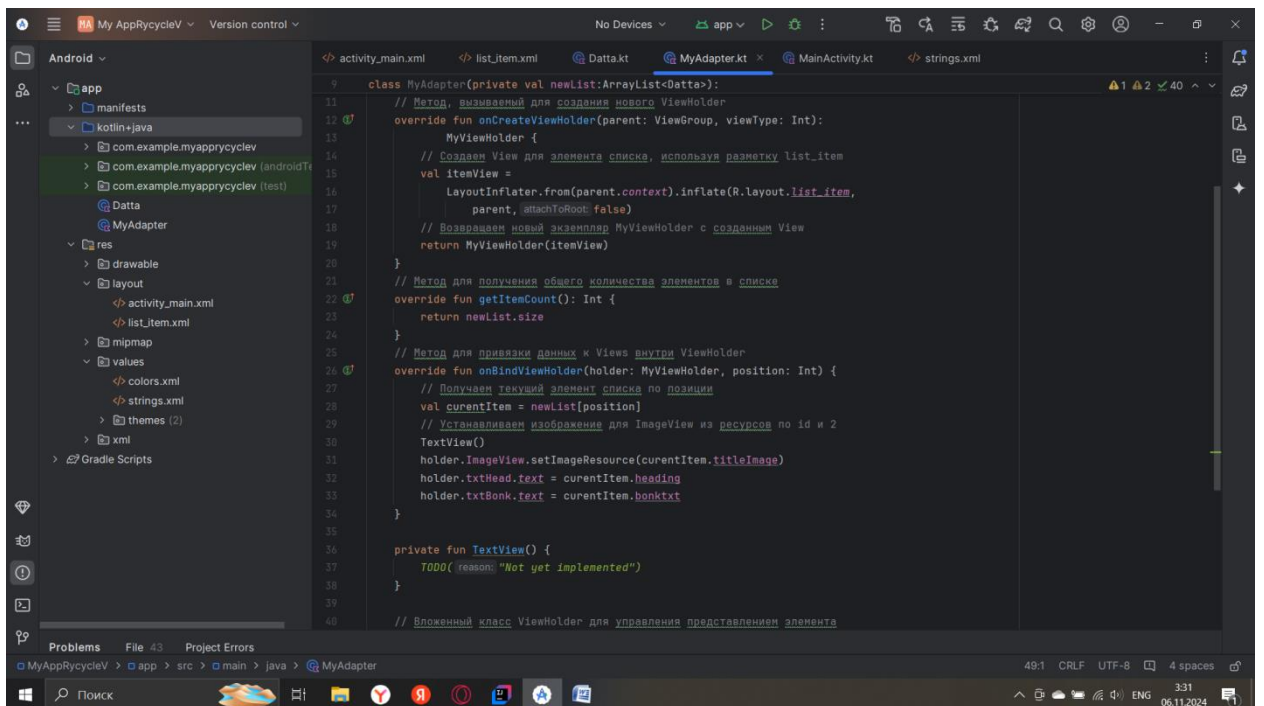 MA My AppRycycleV Version control No Devices app
Android
activity_main.xml list_item.xml Datta.kt MyAdapter.kt MainActivity.kt strings.xml
app
manifests
kotlin+java
com.example.myapprycyclev
com.example.myapprycyclev (androidTe
com.example.myapprycyclev (test)
Datta
MyAdapter
res
drawable
layout
activity_main.xml
list_item.xml
mipmap
values
colors.xml
strings.xml
themes (2)
xml
Gradle Scripts
1 2 40
9 class MyAdapter(private val newList:ArrayList<Datta>):
11 // Метод, вызываемый для создания нового ViewHolder
12 override fun onCreateViewHolder(parent: ViewGroup, viewType: Int):
13 MyViewHolder {
14 // Создаем View для элемента списка, используя разметку list_item
15 val itemView =
16 LayoutInflater.from(parent.context).inflate(R.layout.list_item,
17 parent, attachToRoot: false)
18 // Возвращаем новый экземпляр MyViewHolder с созданным View
19 return MyViewHolder(itemView)
20 }
21 // Метод для получения общего количества элементов в списке
22 override fun getItemCount(): Int {
23 return newList.size
24 }
25 // Метод для привязки данных к Views внутри ViewHolder
26 override fun onBindViewHolder(holder: MyViewHolder, position: Int) {
27 // Получаем текущий элемент списка по позиции
28 val curentItem = newList[position]
29 // Устанавливаем изображение для ImageView из ресурсов по id и 2
30 TextView()
31 holder.ImageView.setImageResource(curentItem.titleImage)
32 holder.txtHead.text = curentItem.heading
33 holder.txtBonk.text = curentItem.bonktxt
34 }
35
36 private fun TextView() {
37 TODO( reason: "Not yet implemented")
38 }
39
40 // Вложенный класс ViewHolder для управления представлением элемента
Problems File 43 Project Errors
MyAppRycycleV > app > src > main > java > MyAdapter 49:1 CRLF UTF-8 4 spaces
Поиск ENG 3:31
06.11.2024